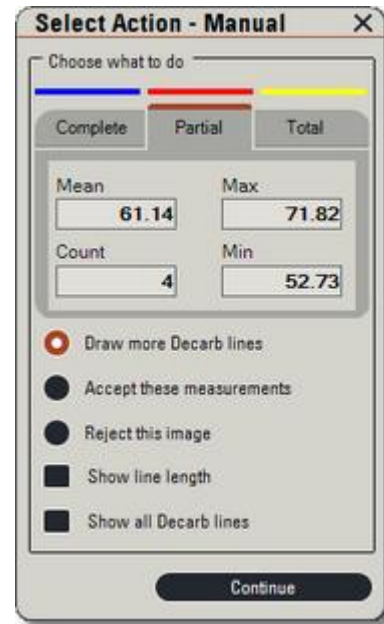 Select Action - Manual X
Choose what to do
Complete Partial Total
Mean Max
61.14 71.82
Count Min
4 52.73
Draw more Decarb lines
Accept these measurements
Reject this image
Show line length
Show all Decarb lines
Continue